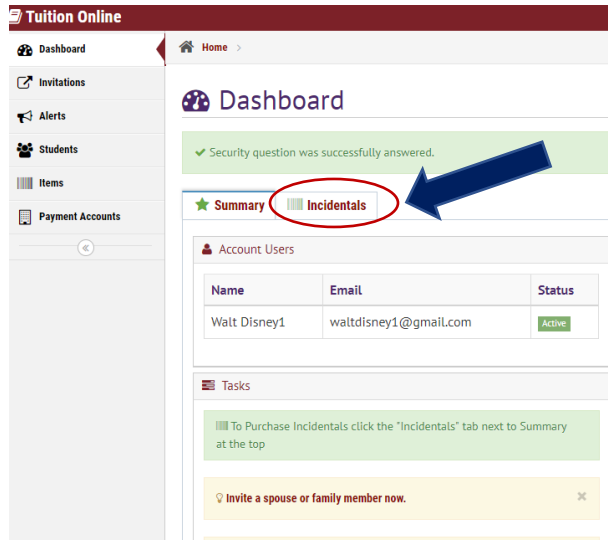 Tuition Online
Dashboard
Home >
Invitations
Dashboard
Alerts
Students
Security question was successfully answered.
Items
Summary
Incidentals
Payment Accounts
Account Users
Name Email Status
Walt Disney1 waltdisney1@gmail.com Active
Tasks
To Purchase Incidentals click the "Incidentals" tab next to Summary
at the top
Invite a spouse or family member now. ×